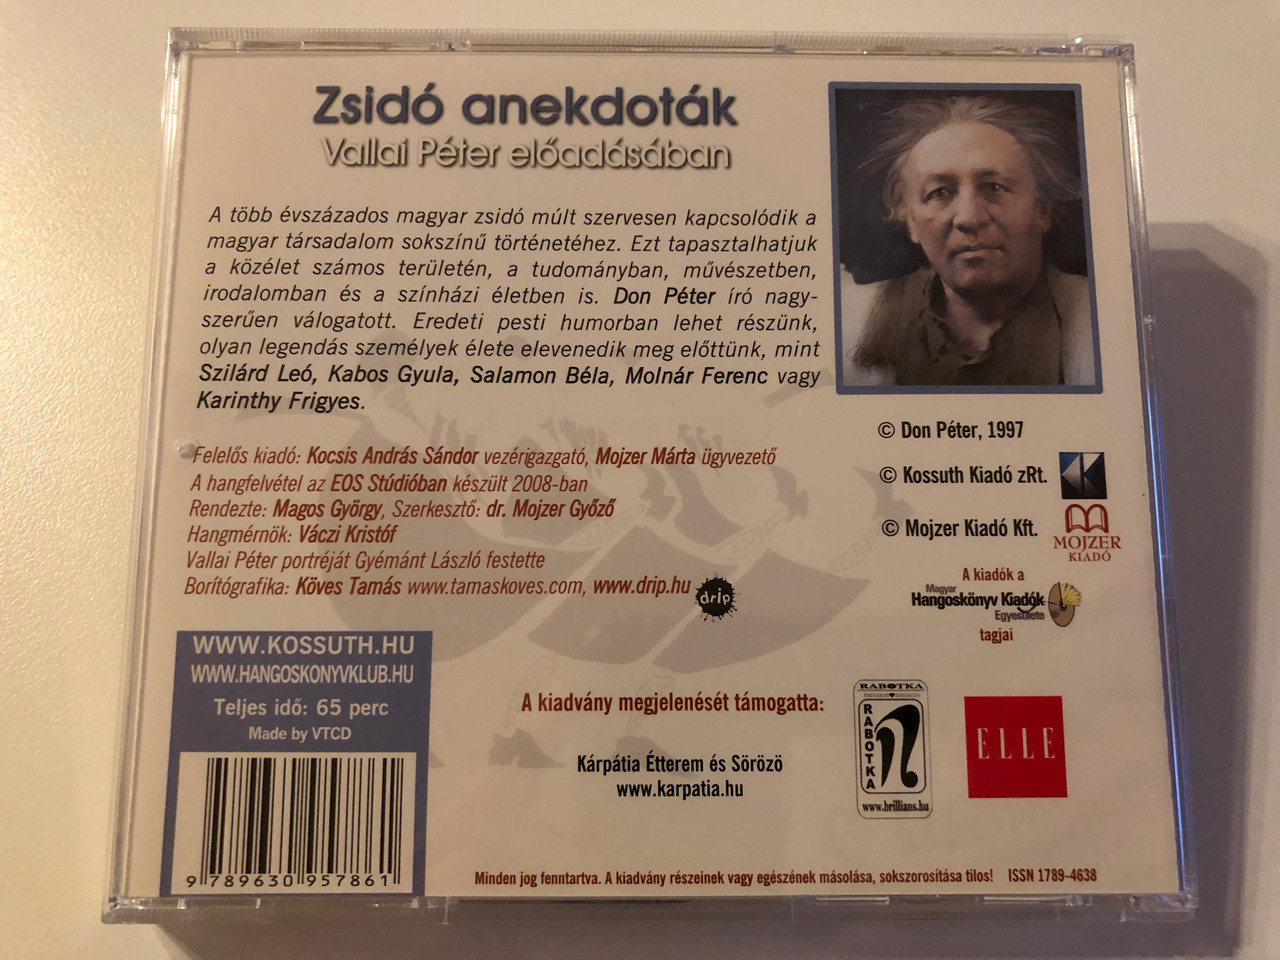 Zsidó anekdoták
Vallai Péter előadásában
A több évszázados magyar zsidó múlt szervesen kapcsolódik a
magyar társadalom sokszínű történetéhez. Ezt tapasztalhatjuk
a közélet számos területén, a tudományban, művészetben,
irodalomban és a színházi életben is. Don Péter író nagy-
szerűen válogatott. Eredeti pesti humorban lehet részünk,
olyan legendás személyek élete elevenedik meg előttünk, mint
Szilárd Leó, Kabos Gyula, Salamon Béla, Molnár Ferenc vagy
Karinthy Frigyes.
Felelős kiadó: Kocsis András Sándor vezérigazgató, Mojzer Márta ügyvezető
A hangfelvétel az EOS Stúdióban készült 2008-ban
Rendezte: Magos György, Szerkesztő: dr. Mojzer Győző
Hangmérnök: Váczi Kristóf
Vallai Péter portréját Gyémánt László festette
Borítógrafika: Köves Tamás www.tamaskoves.com, www.drip.hu
drip
© Don Péter, 1997
© Kossuth Kiadó zRt.
© Mojzer Kiadó Kft.
MOJZER
KIADÓ
A kiadók a
Magyar
Hangoskönyv Kiadók
Egyesülete
tagjai
WWW.KOSSUTH.HU
WWW.HANGOSKONYVKLUB.HU
Teljes idő: 65 perc
Made by VTCD
9 789630 957861
A kiadvány megjelenését támogatta:
Kárpátia Étterem és Söröző
www.karpatia.hu
RABOTKA
RABOTKA
www.brillians.hu
ELLE
Minden jog fenntartva. A kiadvány részeinek vagy egészének másolása, sokszorosítása tilos! ISSN 1789-4638